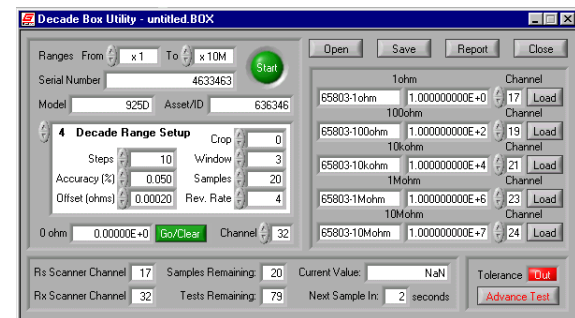 Decade Box Utility - untitled.BOX
Ranges From x 1 To x 10M Start
Serial Number 4633463
Model 925D Asset/ID 636346
4 Decade Range Setup Crop 0
Steps 10 Window 3
Accuracy (%) 0.050 Samples 20
Offset (ohms) 0.00020 Rev. Rate 4
0 ohm 0.00000E+0 Go/Clear Channel 32
Open Save Report Close
1ohm Channel
65803-1ohm 1.000000000E+0 17 Load
100ohm Channel
65803-100ohm 1.000000000E+2 19 Load
10kohm Channel
65803-10kohm 1.000000000E+4 21 Load
1Mohm Channel
65803-1Mohm 1.000000000E+6 23 Load
10Mohm Channel
65803-10Mohm 1.000000000E+7 24 Load
Rs Scanner Channel 17 Samples Remaining: 20 Current Value: NaN
Rx Scanner Channel 32 Tests Remaining: 79 Next Sample In: 2 seconds
Tolerance Out
Advance Test